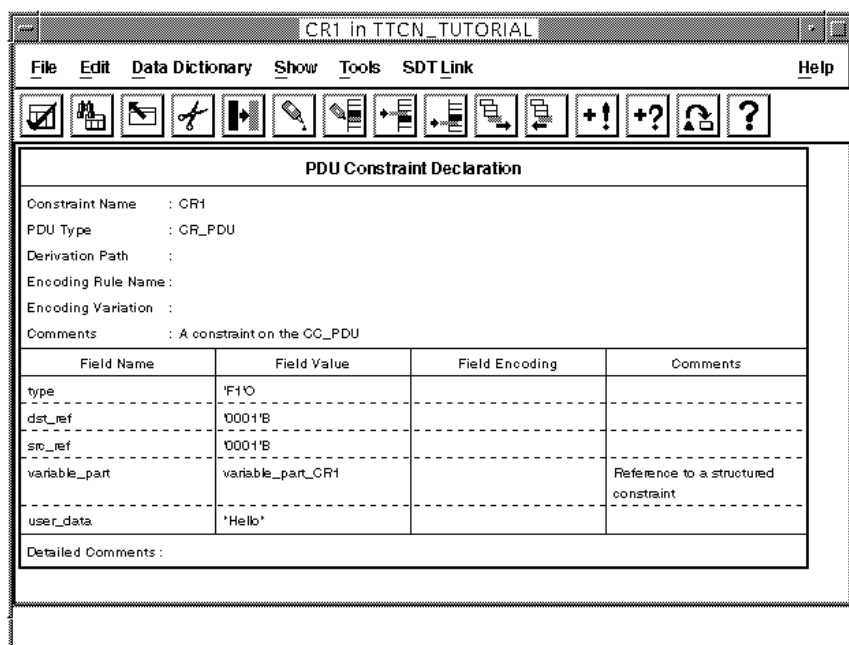 CR1 in TTCN_TUTORIAL
File Edit Data Dictionary Show Tools SDT Link Help
PDU Constraint Declaration
Constraint Name : CR1
PDU Type : CR_PDU
Derivation Path :
Encoding Rule Name :
Encoding Variation :
Comments : A constraint on the CC_PDU
Field Name Field Value Field Encoding Comments
type 'F1'O
dst_ref '0001'B
src_ref '0001'B
variable_part variable_part_CR1 Reference to a structured
constraint
user_data "Hello"
Detailed Comments :